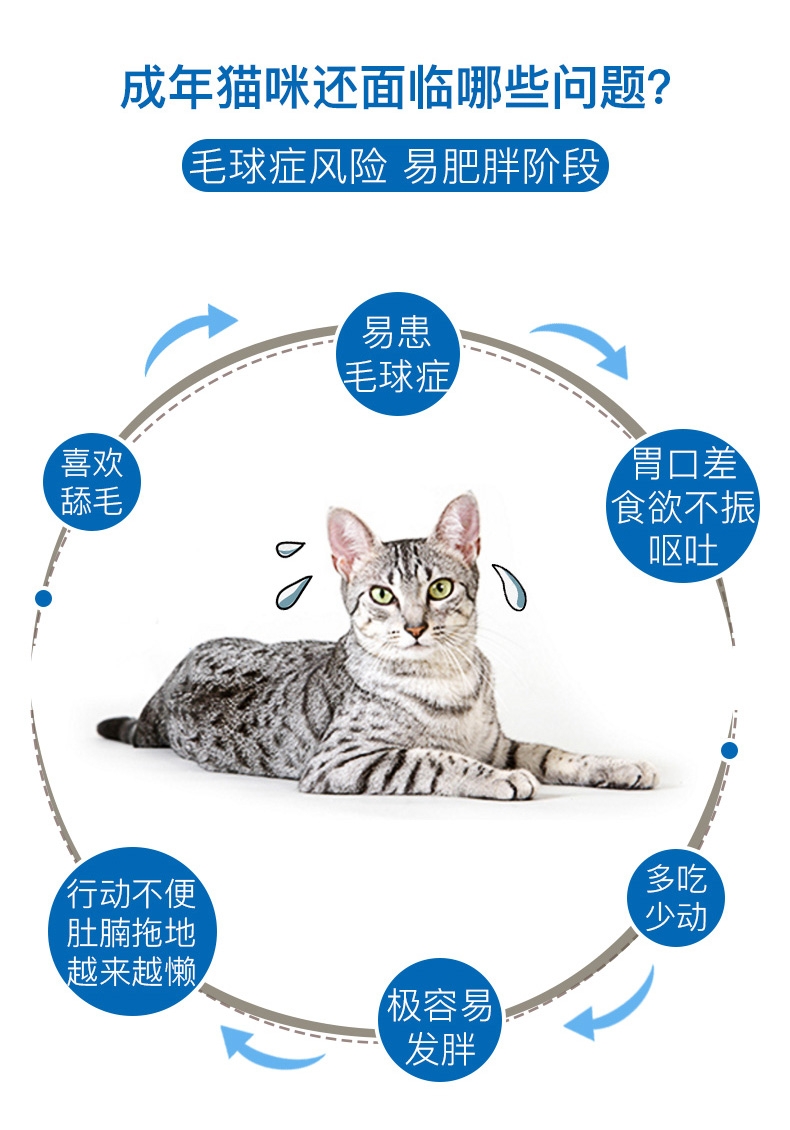 成年猫咪还面临哪些问题?
毛球症风险 易肥胖阶段
易患
毛球症
喜欢
舔毛
胃口差
食欲不振
呕吐
多吃
少动
极容易
发胖
行动不便
肚腩拖地
越来越懒